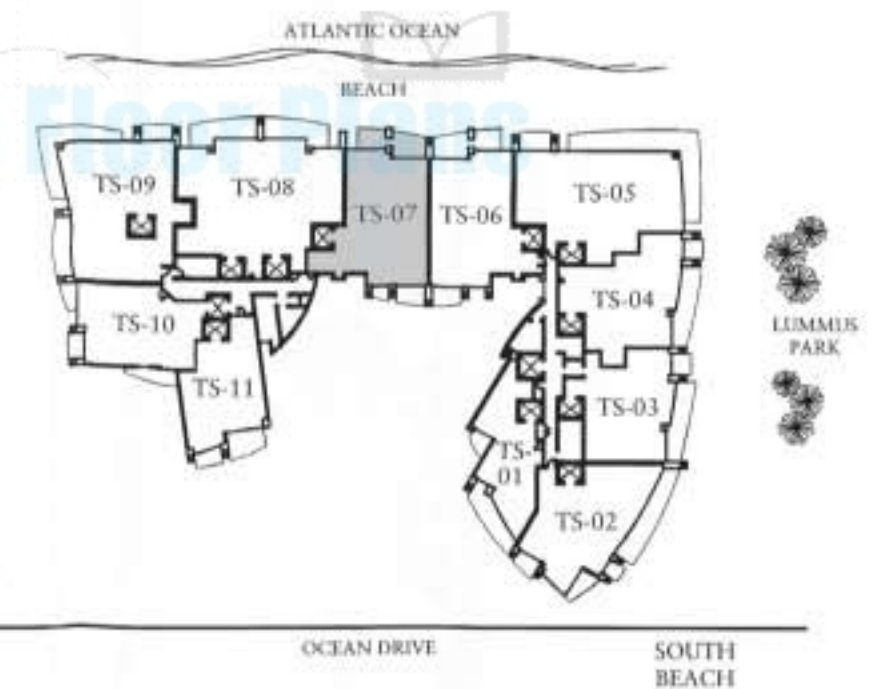 ATLANTIC OCEAN
BEACH
Floor Plans
TS-09
TS-08
TS-07
TS-06
TS-05
TS-04
TS-10
LUMMUS
PARK
TS-11
TS-03
TS-
01
TS-02
OCEAN DRIVE
SOUTH
BEACH